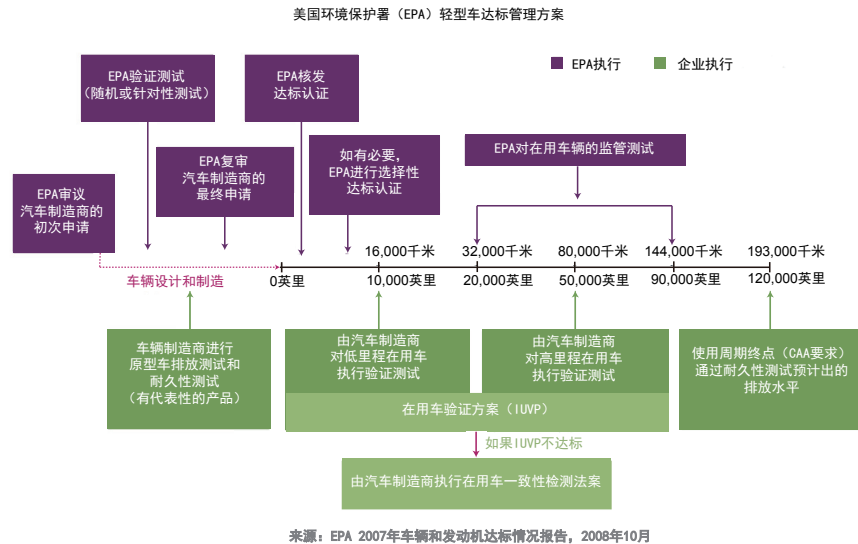 美国环境保护署（EPA）轻型车达标管理方案
EPA执行
企业执行
EPA验证测试
（随机或针对性测试）
EPA核发
达标认证
EPA审议
汽车制造商的
初次申请
EPA复审
汽车制造商的
最终申请
如有必要，
EPA进行选择性
达标认证
EPA对在用车辆的监管测试
16,000千米
32,000千米
80,000千米
144,000千米
193,000千米
车辆设计和制造
0英里
10,000英里
20,000英里
50,000英里
90,000英里
120,000英里
车辆制造商进行
原型车排放测试和
耐久性测试
（有代表性的产品）
由汽车制造商
对低里程在用车
执行验证测试
由汽车制造商
对高里程在用车
执行验证测试
使用周期终点（CAA要求）
通过耐久性测试预计出的
排放水平
在用车验证方案（IUVP）
如果IUVP不达标
由汽车制造商执行在用车一致性检测法案
来源：EPA 2007年车辆和发动机达标情况报告，2008年10月